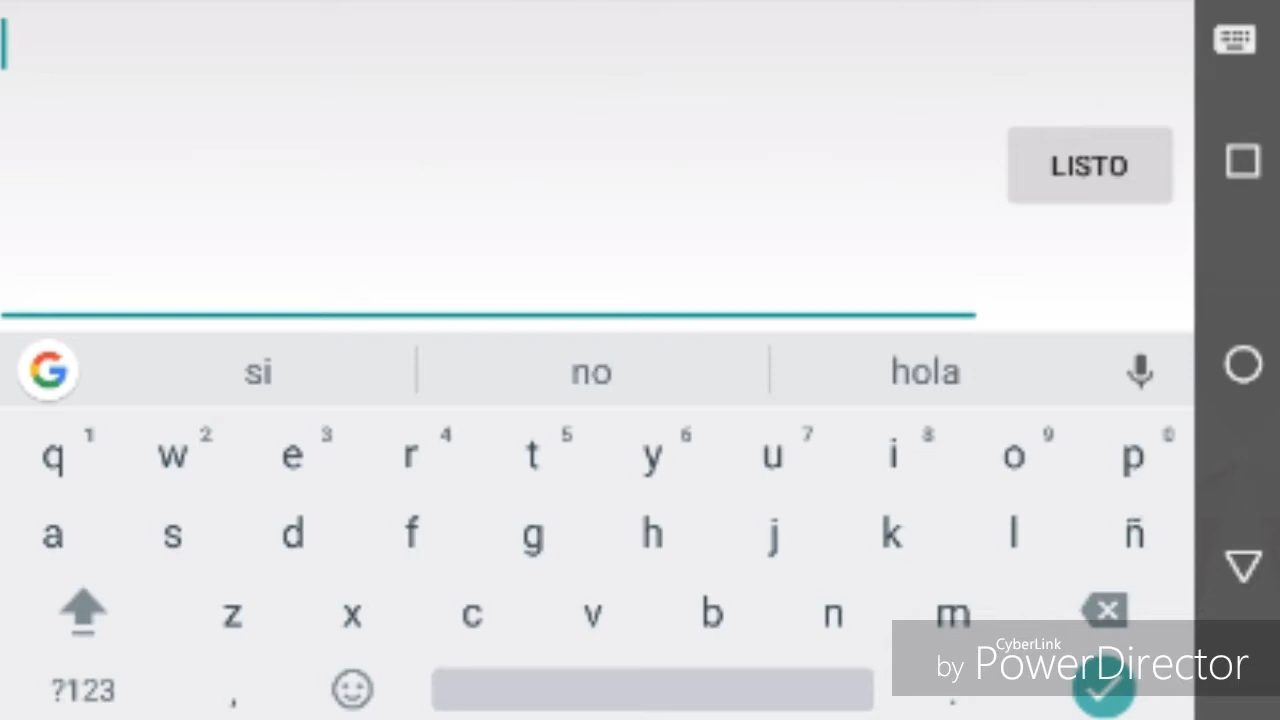 LISTO
G si no hola
q 1 w 2 e 3 r 4 t 5 y 6 u 7 i 8 o 9 p 0
a s d f g h j k l ñ
z x c v b n m
?123 , .
CyberLink
by PowerDirector